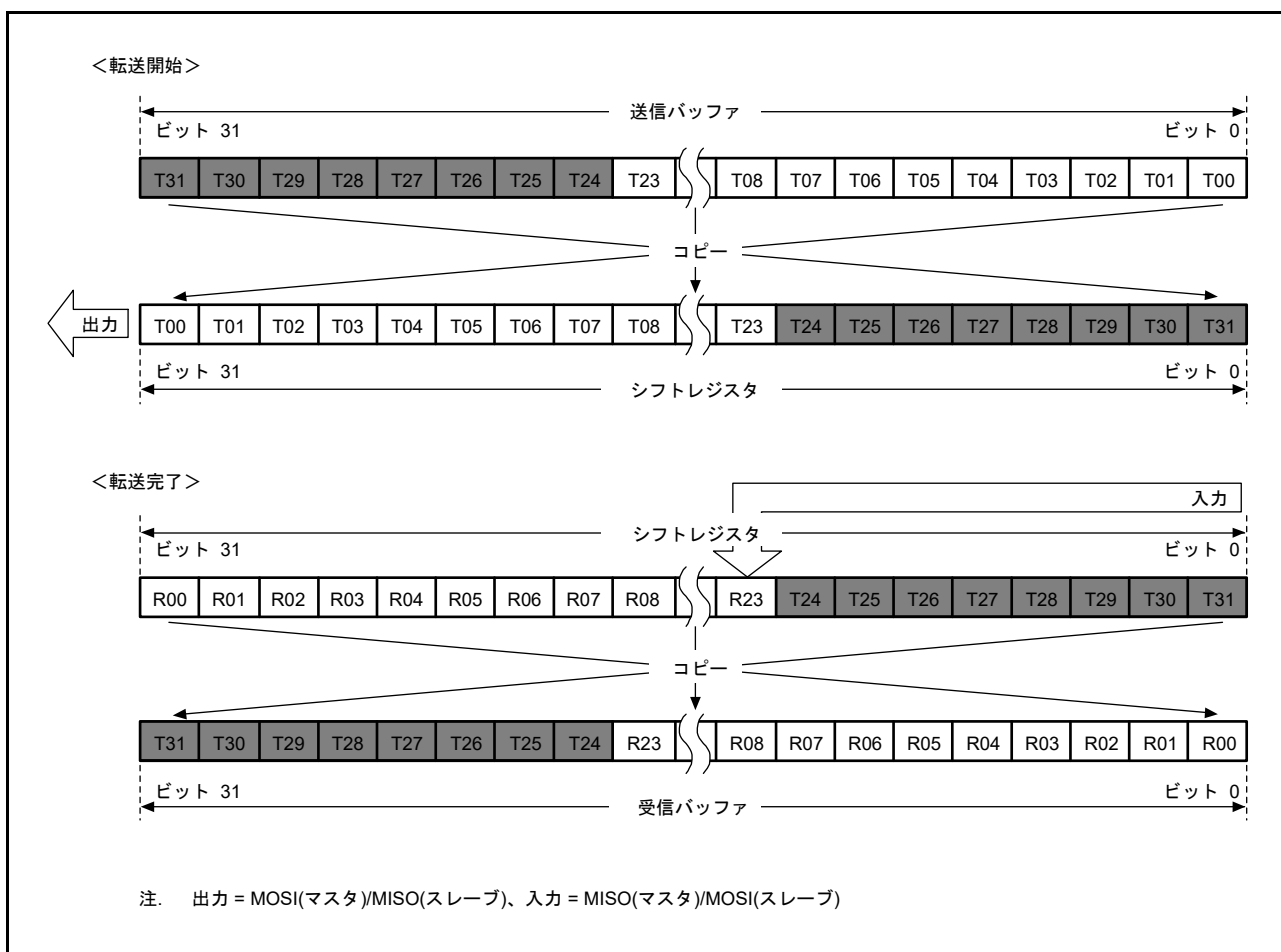 ＜転送開始＞
送信バッファ
ビット 31 ビット 0
T31 T30 T29 T28 T27 T26 T25 T24 T23 T08 T07 T06 T05 T04 T03 T02 T01 T00
コピー
出力 T00 T01 T02 T03 T04 T05 T06 T07 T08 T23 T24 T25 T26 T27 T28 T29 T30 T31
ビット 31 ビット 0
シフトレジスタ
＜転送完了＞
入力
シフトレジスタ
ビット 31 ビット 0
R00 R01 R02 R03 R04 R05 R06 R07 R08 R23 T24 T25 T26 T27 T28 T29 T30 T31
コピー
T31 T30 T29 T28 T27 T26 T25 T24 R23 R08 R07 R06 R05 R04 R03 R02 R01 R00
ビット 31 ビット 0
受信バッファ
注. 出力 = MOSI(マスタ)/MISO(スレーブ)、入力 = MISO(マスタ)/MOSI(スレーブ)